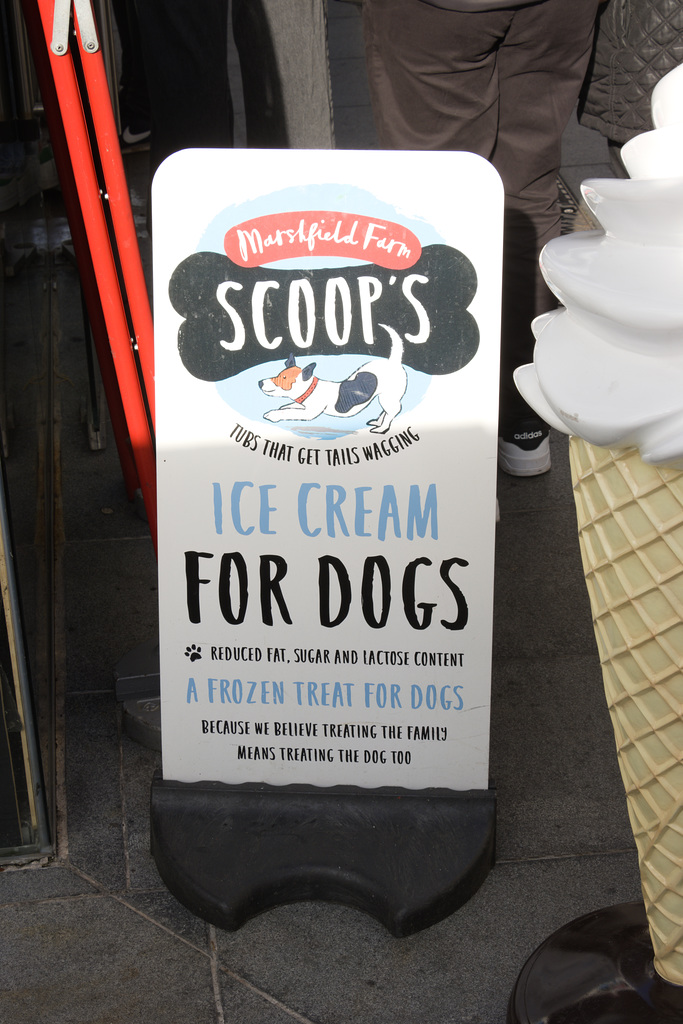 Marshfield Farm
SCOOP'S
TUBS THAT GET TAILS WAGGING
ICE CREAM
FOR DOGS
REDUCED FAT, SUGAR AND LACTOSE CONTENT
A FROZEN TREAT FOR DOGS
BECAUSE WE BELIEVE TREATING THE FAMILY
MEANS TREATING THE DOG TOO
adidas